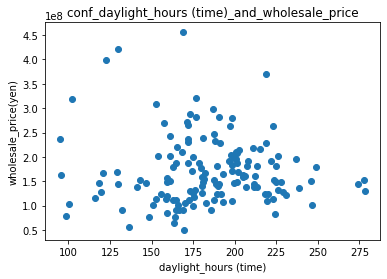 1e8 conf_daylight_hours (time)_and_wholesale_price
4.5
4.0
3.5
3.0
2.5
2.0
1.5
1.0
0.5
wholesale_price(yen)
100 125 150 175 200 225 250 275
daylight_hours (time)